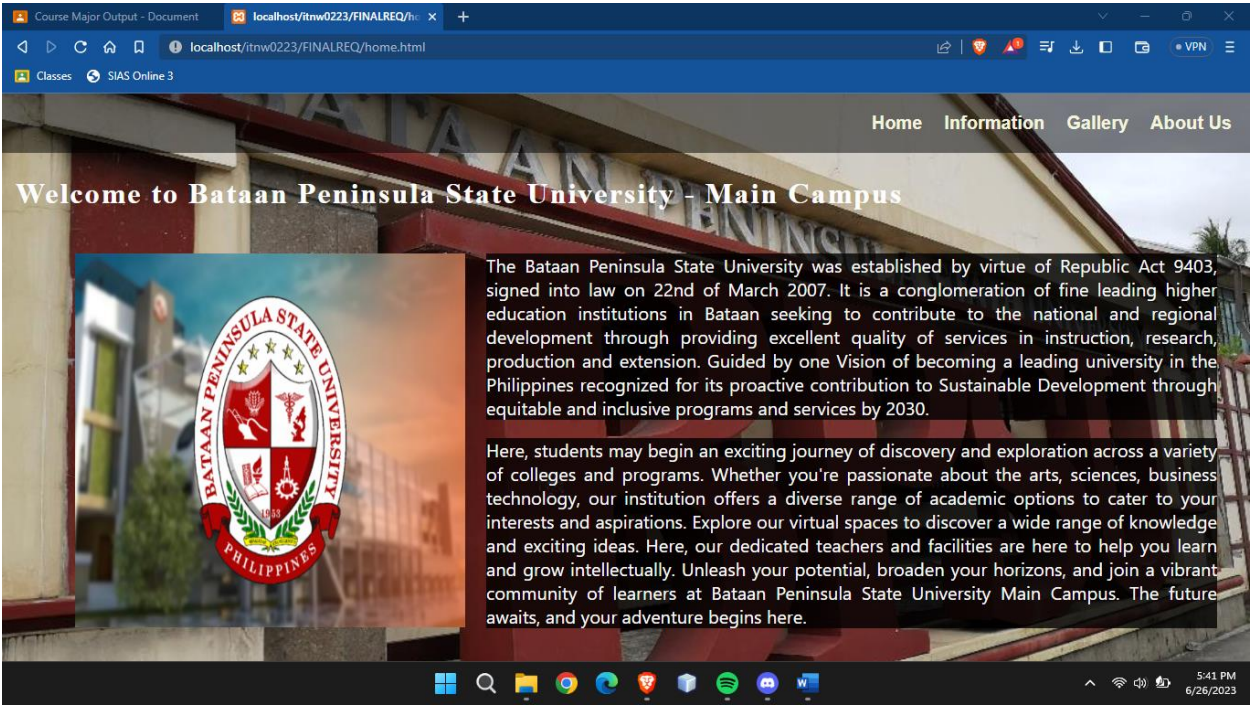 Course Major Output - Document
localhost/itnw0223/FINALREQ/ho
localhost/itnw0223/FINALREQ/home.html
VPN
Classes
SIAS Online 3
BATAAN PENINSULA
Home Information Gallery About Us
Welcome to Bataan Peninsula State University - Main Campus
The Bataan Peninsula State University was established by virtue of Republic Act 9403,
signed into law on 22nd of March 2007. It is a conglomeration of fine leading higher
education institutions in Bataan seeking to contribute to the national and regional
development through providing excellent quality of services in instruction, research,
production and extension. Guided by one Vision of becoming a leading university in the
Philippines recognized for its proactive contribution to Sustainable Development through
equitable and inclusive programs and services by 2030.
BATAAN PENINSULA STATE UNIVERSITY
1953
PHILIPPINES
Here, students may begin an exciting journey of discovery and exploration across a variety
of colleges and programs. Whether you're passionate about the arts, sciences, business
technology, our institution offers a diverse range of academic options to cater to your
interests and aspirations. Explore our virtual spaces to discover a wide range of knowledge
and exciting ideas. Here, our dedicated teachers and facilities are here to help you learn
and grow intellectually. Unleash your potential, broaden your horizons, and join a vibrant
community of learners at Bataan Peninsula State University Main Campus. The future
awaits, and your adventure begins here.
5:41 PM
6/26/2023